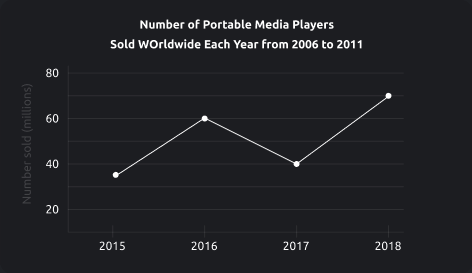 Number of Portable Media Players
Sold WOrldwide Each Year from 2006 to 2011
Number sold (millions)
80
60
40
20
2015 2016 2017 2018